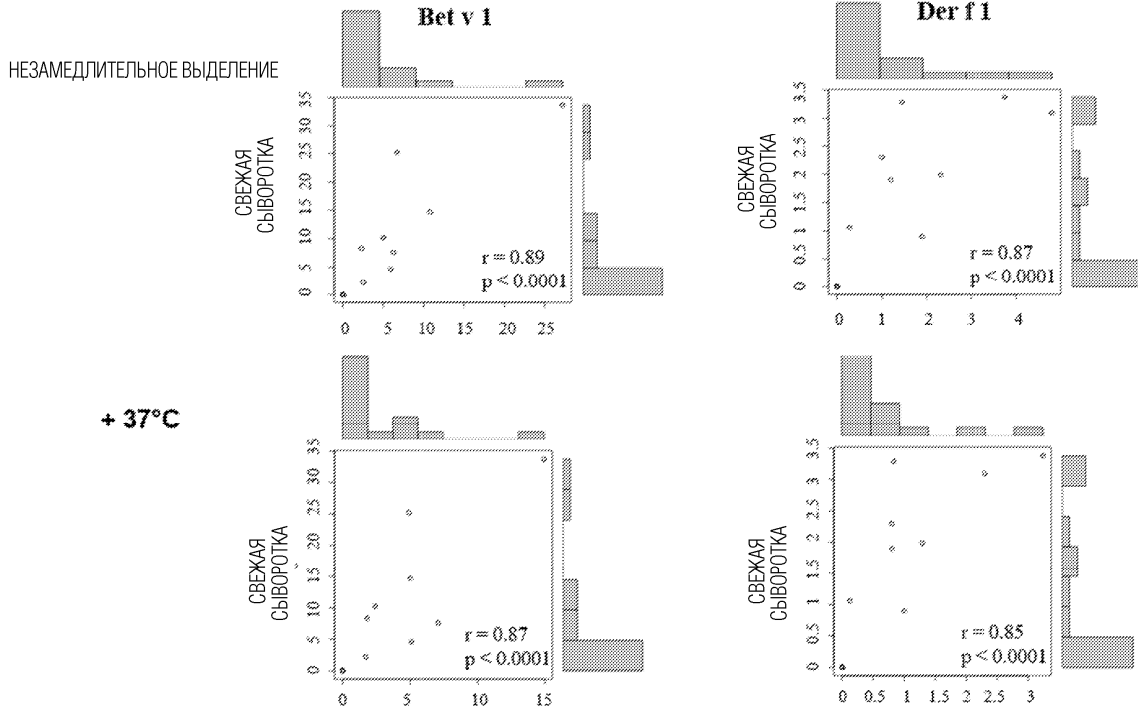 Bet v 1
Der f 1
НЕЗАМЕДЛИТЕЛЬНОЕ ВЫДЕЛЕНИЕ
СВЕЖАЯ
СЫВОРОТКА
0 5 10 15 20 25 30 35
r = 0.89
p < 0.0001
0 5 10 15 20 25
СВЕЖАЯ
СЫВОРОТКА
0 0.5 1 1.5 2 2.5 3 3.5
r = 0.87
p < 0.0001
0 1 2 3 4
+ 37°C
СВЕЖАЯ
СЫВОРОТКА
0 5 10 15 20 25 30 35
r = 0.87
p < 0.0001
0 5 10 15
СВЕЖАЯ
СЫВОРОТКА
0 0.5 1 1.5 2 2.5 3 3.5
r = 0.85
p < 0.0001
0 0.5 1 1.5 2 2.5 3